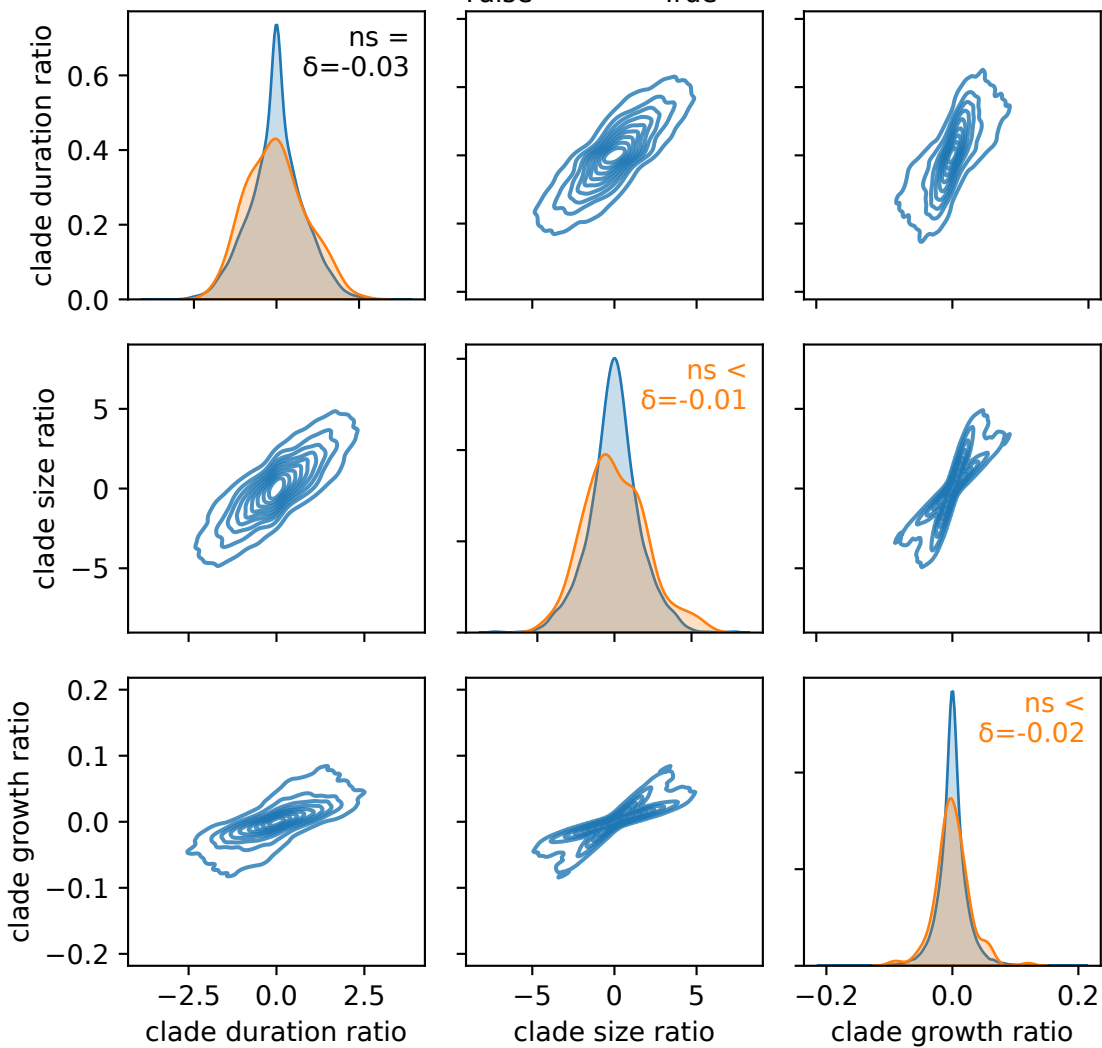 True
clade duration ratio
0.6
0.4
0.2
0.0
ns =
δ=-0.03
clade size ratio
5
0
−5
ns <
δ=-0.01
clade growth ratio
0.2
0.1
0.0
−0.1
−0.2
ns <
δ=-0.02
−2.5 0.0 2.5
−5 0 5
−0.2 0.0 0.2
clade duration ratio
clade size ratio
clade growth ratio